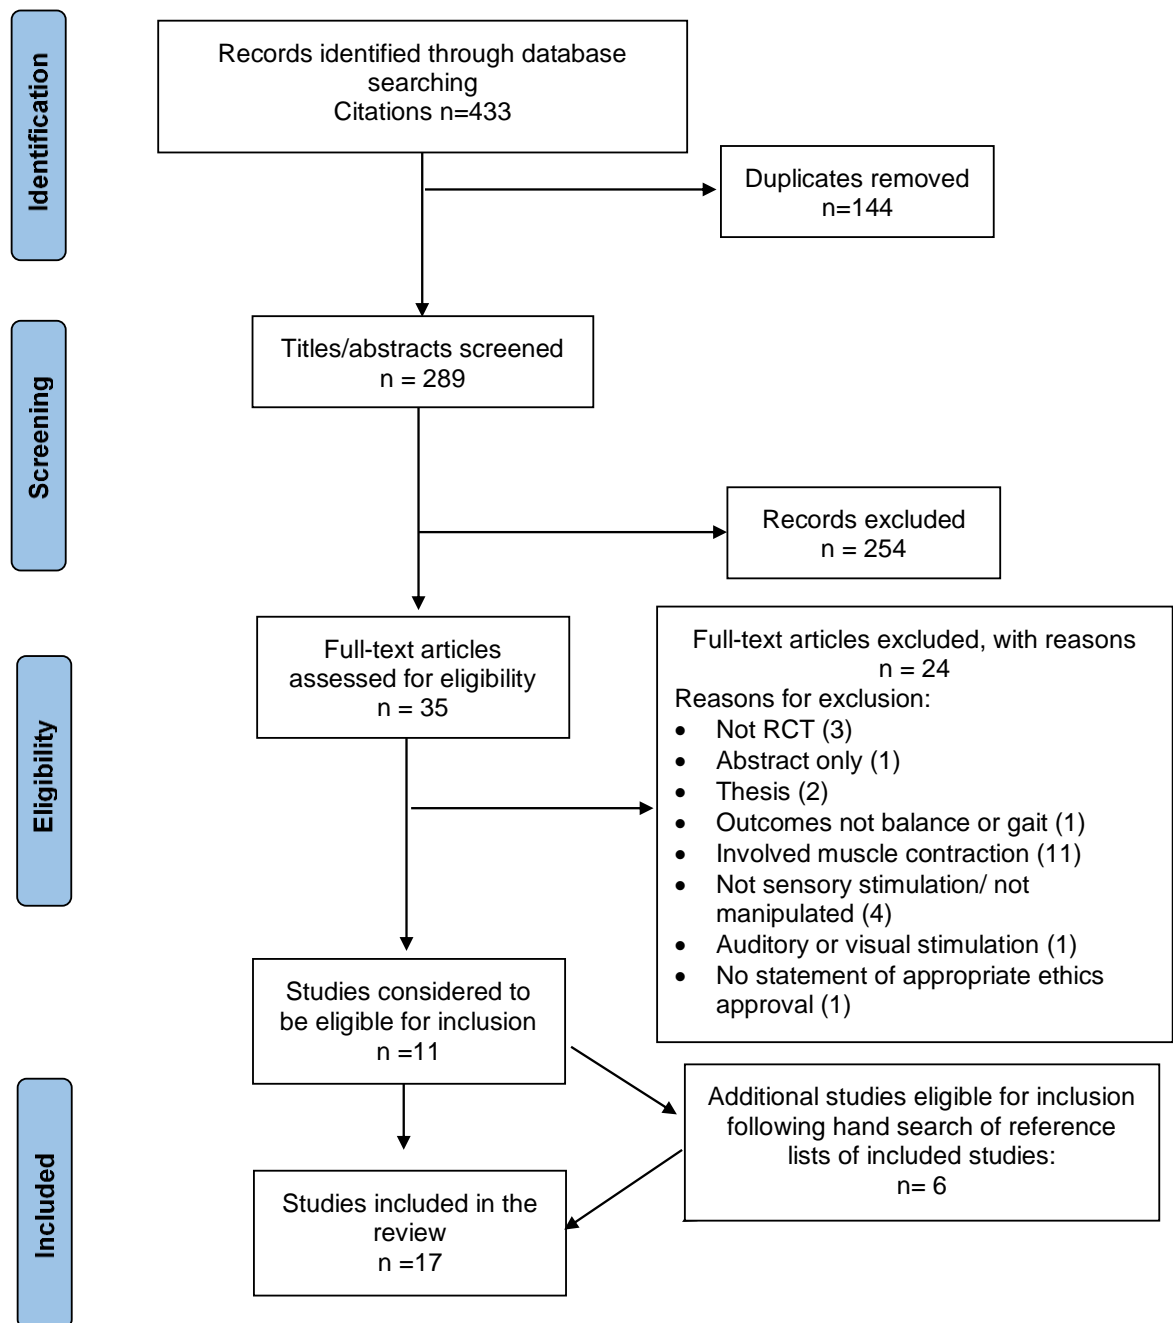 Identification
Records identified through database
searching
Citations n=433
Duplicates removed
n=144
Screening
Titles/abstracts screened
n = 289
Records excluded
n = 254
Eligibility
Full-text articles
assessed for eligibility
n = 35
Full-text articles excluded, with reasons
n = 24
Reasons for exclusion:
• Not RCT (3)
• Abstract only (1)
• Thesis (2)
• Outcomes not balance or gait (1)
• Involved muscle contraction (11)
• Not sensory stimulation/ not
manipulated (4)
• Auditory or visual stimulation (1)
• No statement of appropriate ethics
approval (1)
Studies considered to
be eligible for inclusion
n =11
Included
Additional studies eligible for inclusion
following hand search of reference
lists of included studies:
n= 6
Studies included in the
review
n =17